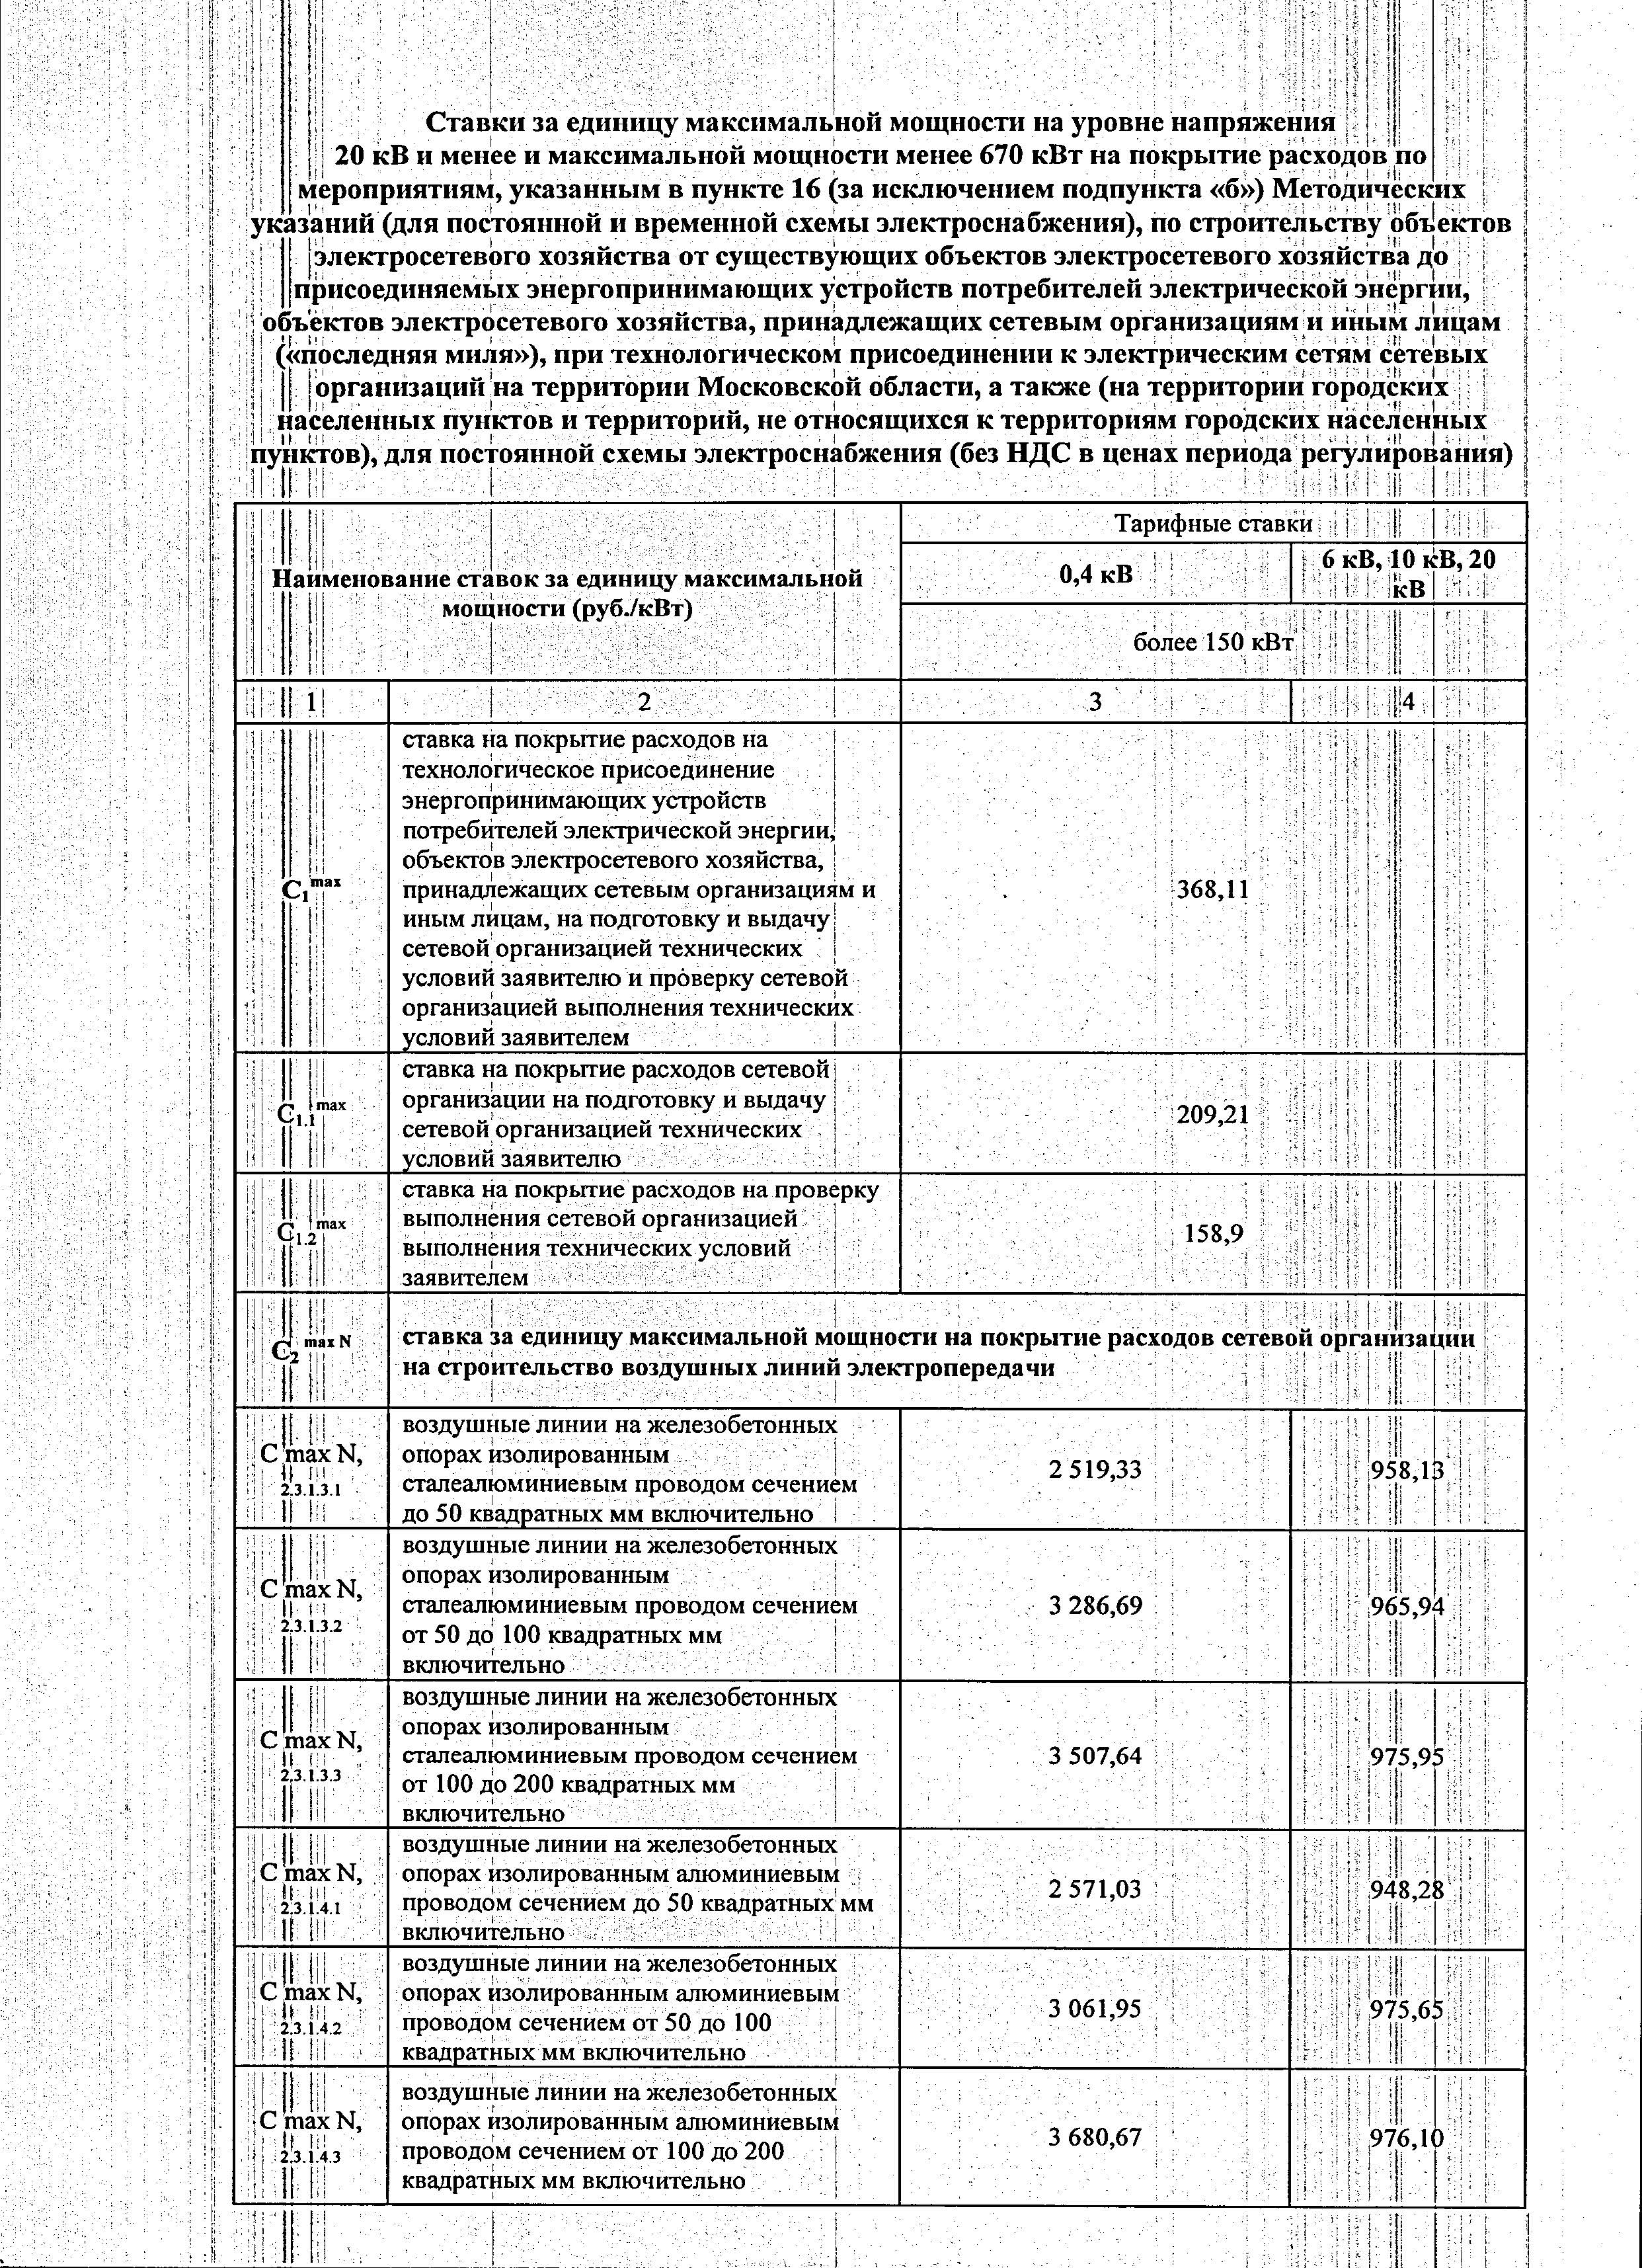 Ставки за единицу максимальной мощности на уровне напряжения
20 кВ и менее и максимальной мощности менее 670 кВт на покрытие расходов по
мероприятиям, указанным в пункте 16 (за исключением подпункта «б») Методических
указаний (для постоянной и временной схемы электроснабжения), по строительству объектов
электросетевого хозяйства от существующих объектов электросетевого хозяйства до
присоединяемых энергопринимающих устройств потребителей электрической энергии,
объектов электросетевого хозяйства, принадлежащих сетевым организациям и иным лицам
(«последняя миля»), при технологическом присоединении к электрическим сетям сетевых
организаций на территории Московской области, а также (на территории городских
населенных пунктов и территорий, не относящихся к территориям городских населенных
пунктов), для постоянной схемы электроснабжения (без НДС в ценах периода регулирования)
Наименование ставок за единицу максимальной
мощности (руб./кВт)
Тарифные ставки
0,4 кВ
6 кВ, 10 кВ, 20
кВ
более 150 кВт
1 2 3 4
C1 max
ставка на покрытие расходов на
технологическое присоединение
энергопринимающих устройств
потребителей электрической энергии,
объектов электросетевого хозяйства,
принадлежащих сетевым организациям и
иным лицам, на подготовку и выдачу
сетевой организацией технических
условий заявителю и проверку сетевой
организацией выполнения технических
условий заявителем
368,11
C1.1 max
ставка на покрытие расходов сетевой
организации на подготовку и выдачу
сетевой организацией технических
условий заявителю
209,21
C1.2 max
ставка на покрытие расходов на проверку
выполнения сетевой организацией
выполнения технических условий
заявителем
158,9
C2 max N
ставка за единицу максимальной мощности на покрытие расходов сетевой организации
на строительство воздушных линий электропередачи
C max N,
2.3.1.3.1
воздушные линии на железобетонных
опорах изолированным
сталеалюминиевым проводом сечением
до 50 квадратных мм включительно
2 519,33
958,13
C max N,
2.3.1.3.2
воздушные линии на железобетонных
опорах изолированным
сталеалюминиевым проводом сечением
от 50 до 100 квадратных мм
включительно
3 286,69
965,94
C max N,
2.3.1.3.3
воздушные линии на железобетонных
опорах изолированным
сталеалюминиевым проводом сечением
от 100 до 200 квадратных мм
включительно
3 507,64
975,95
C max N,
2.3.1.4.1
воздушные линии на железобетонных
опорах изолированным алюминиевым
проводом сечением до 50 квадратных мм
включительно
2 571,03
948,28
C max N,
2.3.1.4.2
воздушные линии на железобетонных
опорах изолированным алюминиевым
проводом сечением от 50 до 100
квадратных мм включительно
3 061,95
975,65
C max N,
2.3.1.4.3
воздушные линии на железобетонных
опорах изолированным алюминиевым
проводом сечением от 100 до 200
квадратных мм включительно
3 680,67
976,10